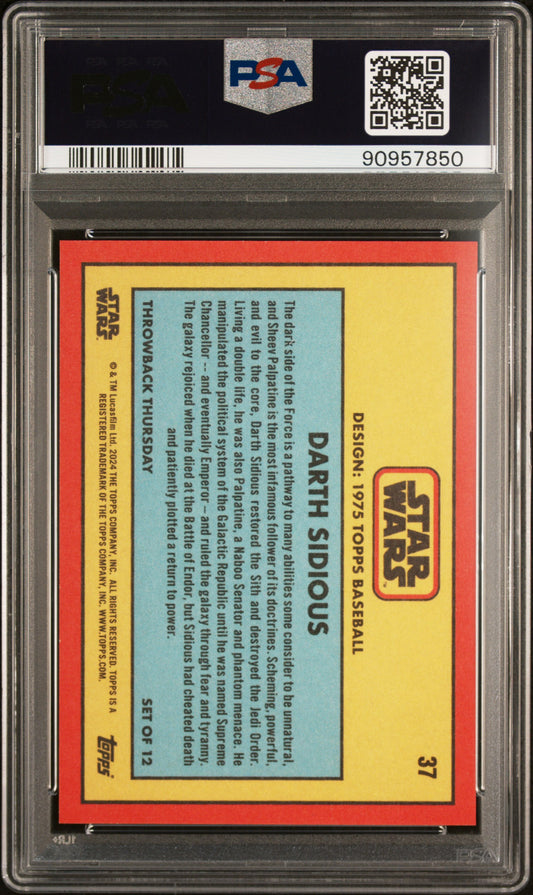 PSA
90957850
37
STAR
WARS
DESIGN: 1975 TOPPS BASEBALL
DARTH SIDIOUS
The dark side of the Force is a pathway to many abilities some consider to be unnatural,
and Sheev Palpatine is the most infamous follower of its doctrines. Scheming, powerful,
and evil to the core, Darth Sidious restored the Sith and destroyed the Jedi Order.
Living a double life, he was also Palpatine, a Naboo Senator and phantom menace. He
manipulated the political system of the Galactic Republic until he was named Supreme
Chancellor -- and eventually Emperor -- and ruled the galaxy through fear and tyranny.
The galaxy rejoiced when he died at the Battle of Endor, but Sidious had cheated death
and patiently plotted a return to power.
THROWBACK THURSDAY SET OF 12
STAR
WARS
© & TM Lucasfilm Ltd. 2024 THE TOPPS COMPANY, INC. ALL RIGHTS RESERVED. TOPPS IS A
REGISTERED TRADEMARK OF THE TOPPS COMPANY, INC. WWW.TOPPS.COM.
topps
PSA